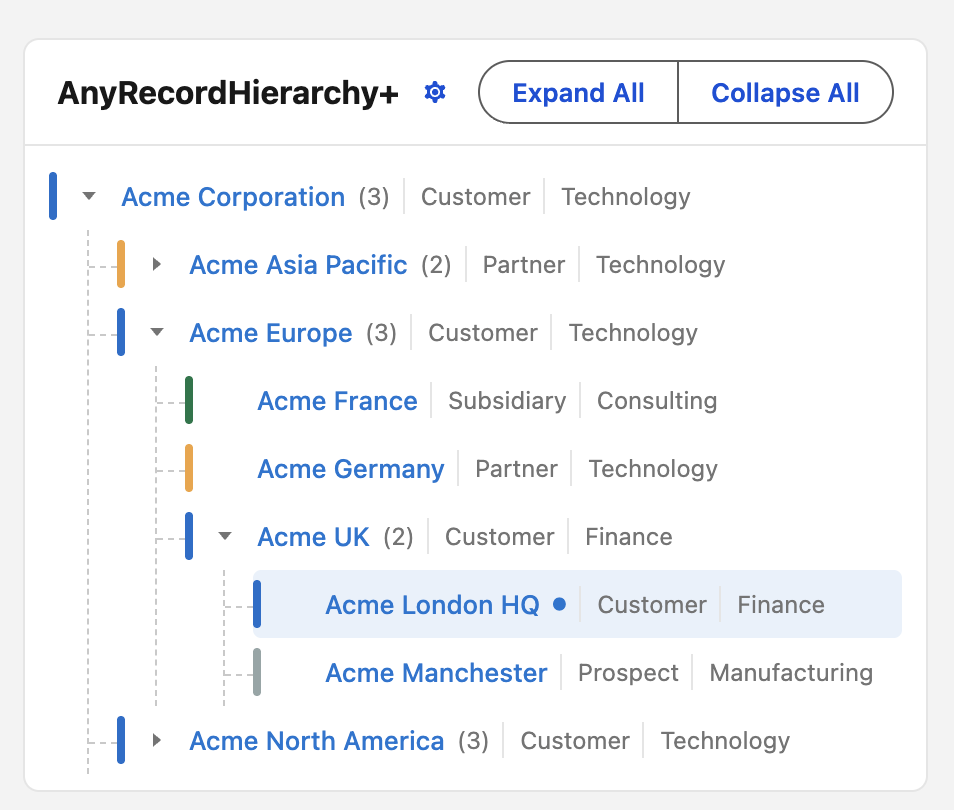 AnyRecordHierarchy+ Expand All Collapse All
Acme Corporation (3) Customer Technology
Acme Asia Pacific (2) Partner Technology
Acme Europe (3) Customer Technology
Acme France Subsidiary Consulting
Acme Germany Partner Technology
Acme UK (2) Customer Finance
Acme London HQ Customer Finance
Acme Manchester Prospect Manufacturing
Acme North America (3) Customer Technology